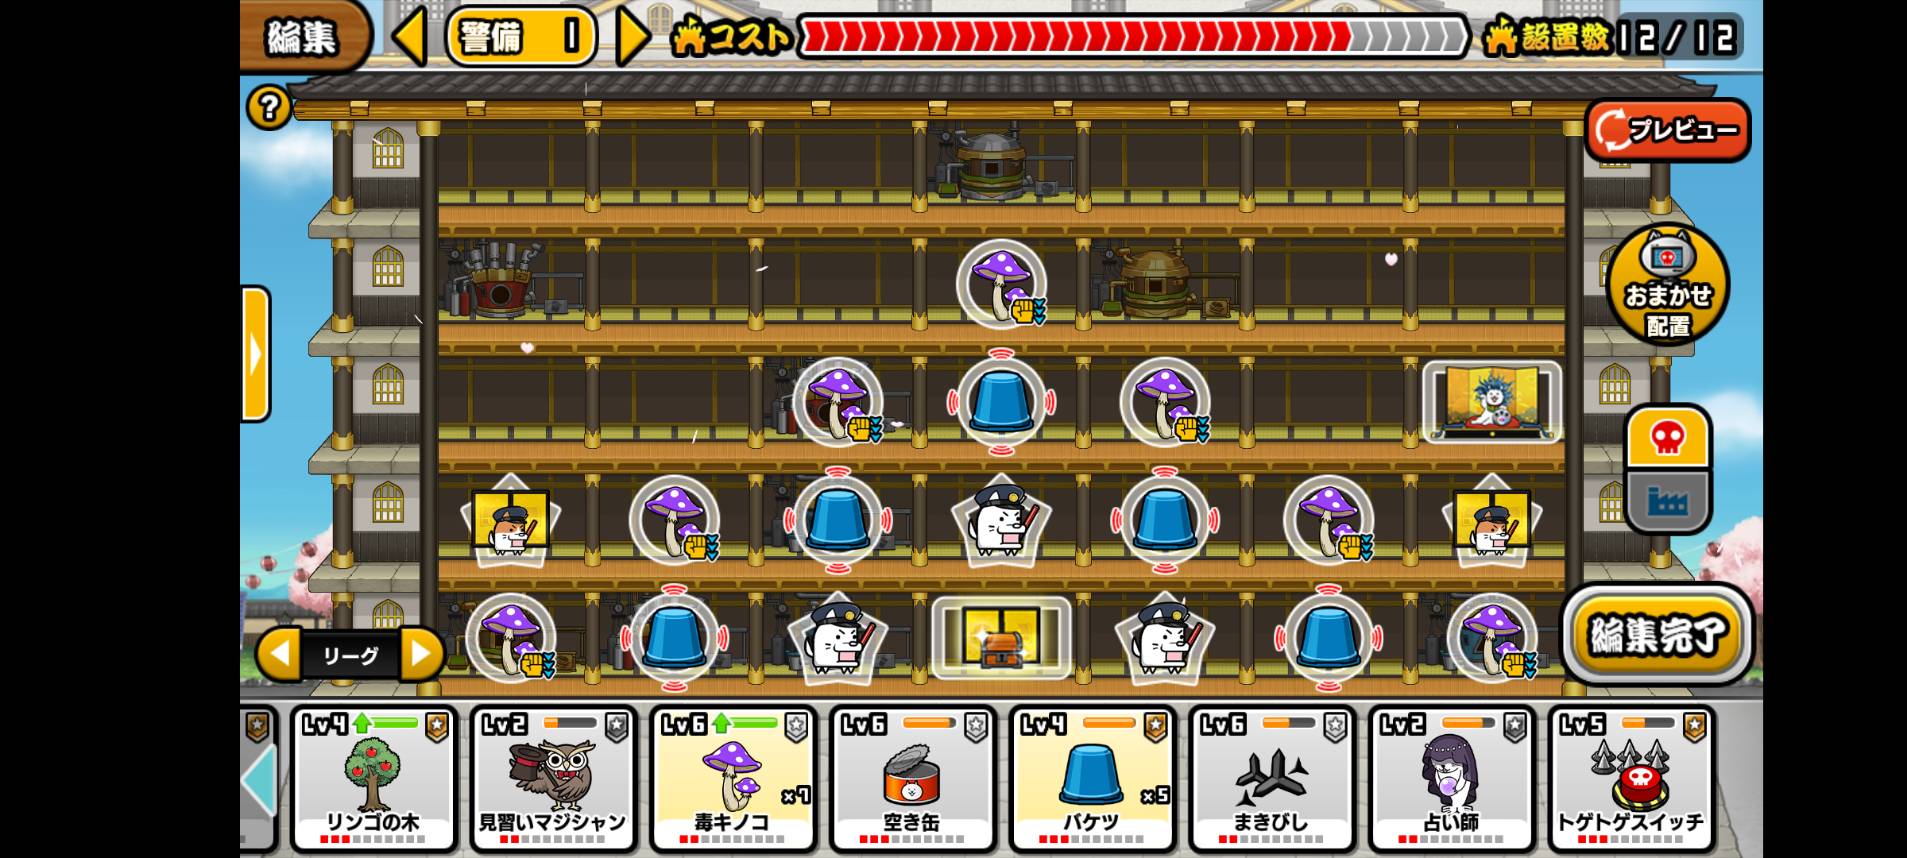 編集
警備 1
コスト
設置数 12/12
?
プレビュー
おまかせ
配置
リーグ
編集完了
Lv4
リンゴの木
Lv2
見習いマジシャン
Lv6
×7
毒キノコ
Lv6
空き缶
Lv4
×5
バケツ
Lv6
まきびし
Lv2
占い師
Lv5
トゲトゲスイッチ